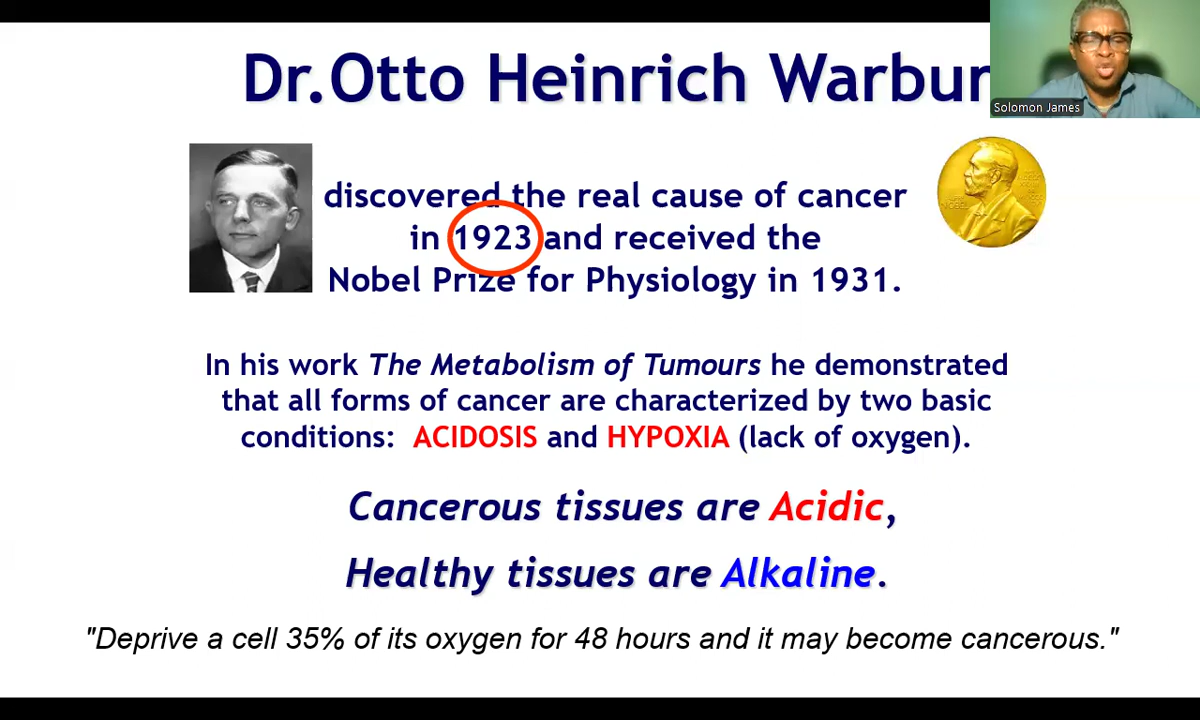 Dr.Otto Heinrich Warbur
Solomon James
discovered the real cause of cancer
in 1923 and received the
Nobel Prize for Physiology in 1931.
In his work The Metabolism of Tumours he demonstrated
that all forms of cancer are characterized by two basic
conditions: ACIDOSIS and HYPOXIA (lack of oxygen).
Cancerous tissues are Acidic,
Healthy tissues are Alkaline.
"Deprive a cell 35% of its oxygen for 48 hours and it may become cancerous."